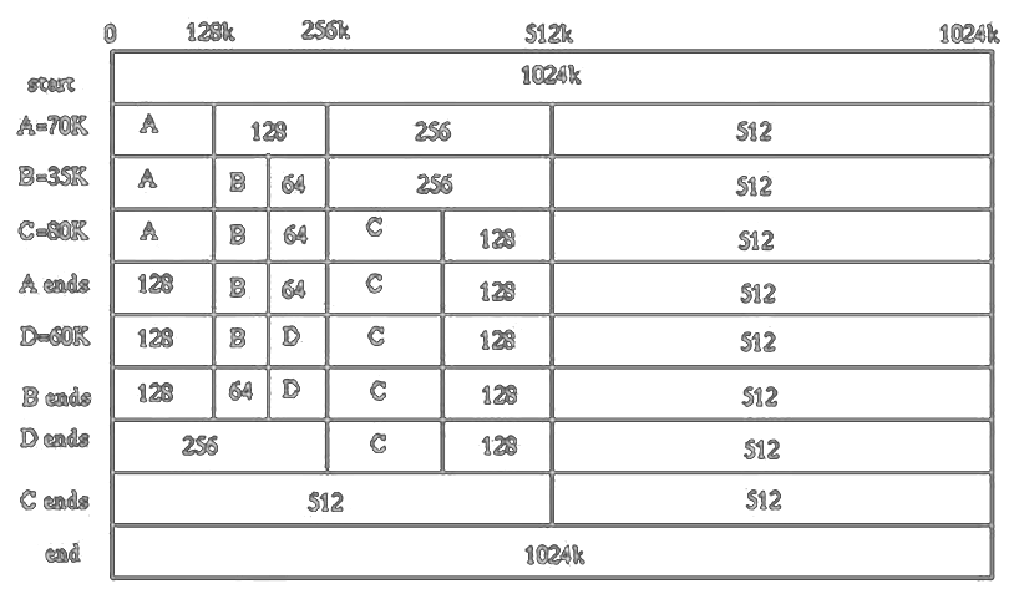 0 128k 256k 512k 1024k
start 1024k
A=70K A 128 256 512
B=35K A B 64 256 512
C=80K A B 64 C 128 512
A ends 128 B 64 C 128 512
D=60K 128 B D C 128 512
B ends 128 64 D C 128 512
D ends 256 C 128 512
C ends 512 512
end 1024k